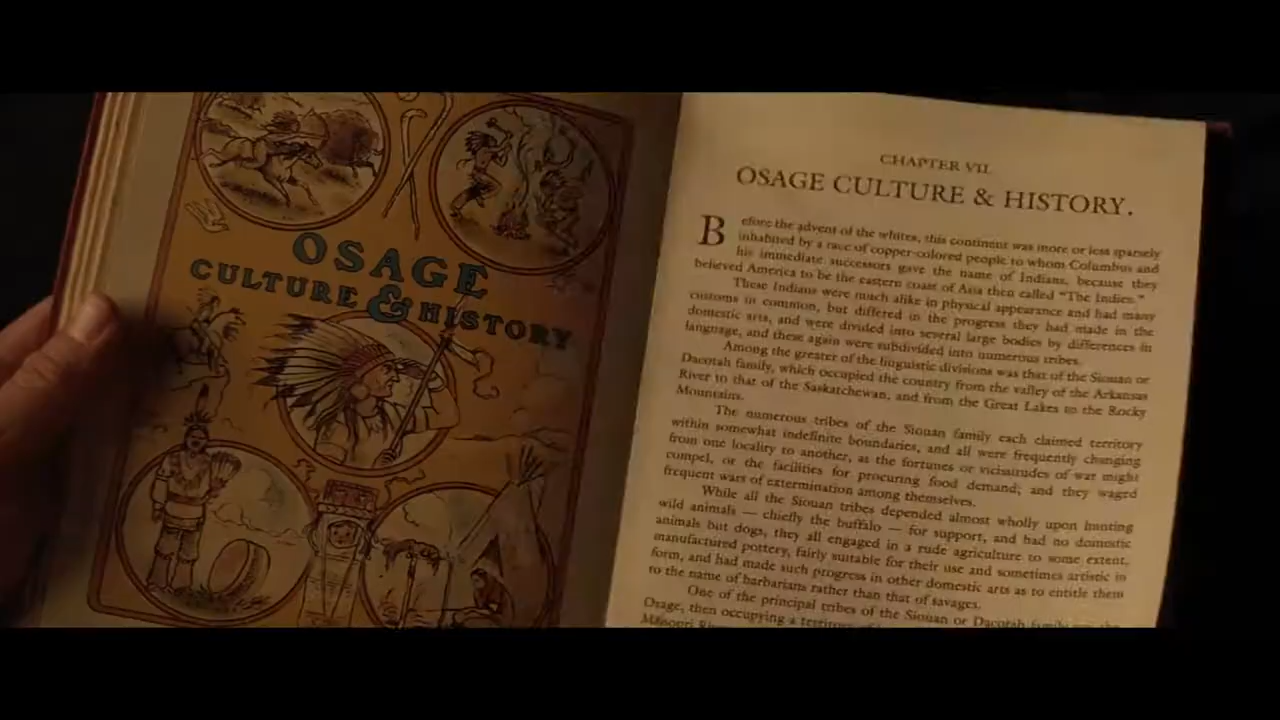 OSAGE
CULTURE & HISTORY
CHAPTER VII.
OSAGE CULTURE & HISTORY.
Before the advent of the whites, this continent was more or less sparsely
inhabited by a race of copper-colored people to whom Columbus and
his immediate successors gave the name of Indians, because they
believed America to be the eastern coast of Asia then called "The Indies."
These Indians were much alike in physical appearance and had many
customs in common, but differed in the progress they had made in the
domestic arts, and were divided into several large bodies by differences in
language, and these again were subdivided into numerous tribes.
Among the greater of the linguistic divisions was that of the Siouan or
Dacotah family, which occupied the country from the valley of the Arkansas
River to that of the Saskatchewan, and from the Great Lakes to the Rocky
Mountains.
The numerous tribes of the Siouan family each claimed territory
within somewhat indefinite boundaries, and all were frequently changing
from one locality to another, as the fortunes or vicissitudes of war might
compel, or the facilities for procuring food demand; and they waged
frequent wars of extermination among themselves.
While all the Siouan tribes depended almost wholly upon hunting
wild animals — chiefly the buffalo — for support, and had no domestic
animals but dogs, they all engaged in a rude agriculture to some extent,
manufactured pottery, fairly suitable for their use and sometimes artistic in
form, and had made such progress in other domestic arts as to entitle them
to the name of barbarians rather than that of savages.
One of the principal tribes of the Siouan or Dacotah family was the
Osage, then occupying a territory